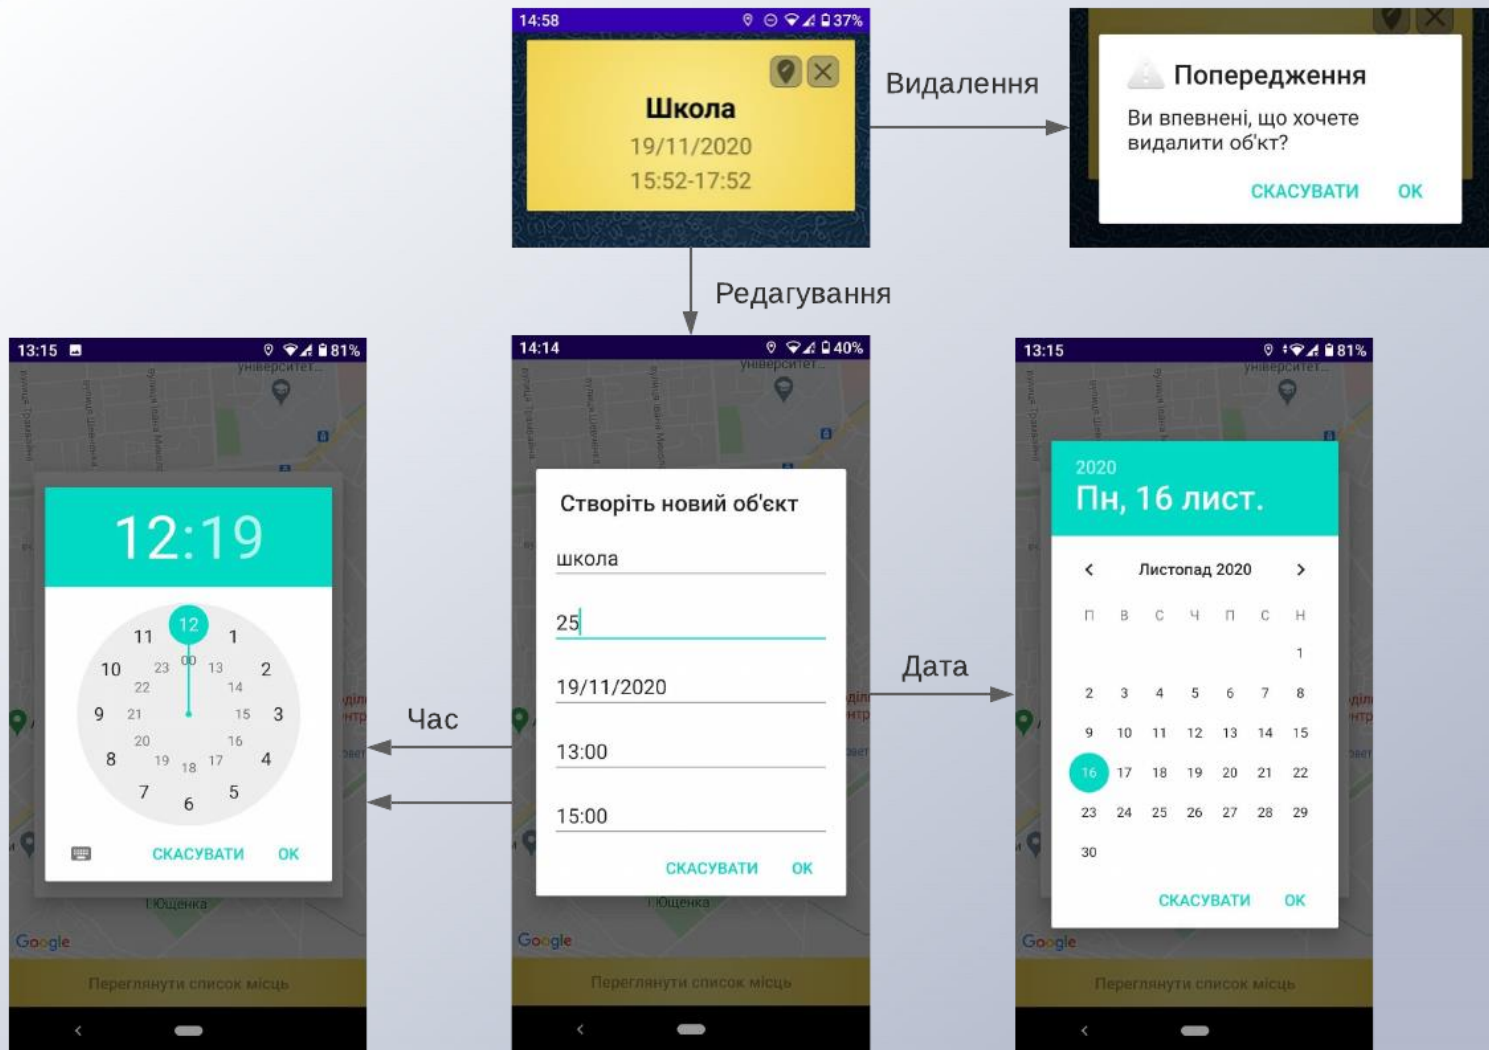 14:58
37%
Школа
19/11/2020
15:52-17:52
Видалення
Попередження
Ви впевнені, що хочете
видалити об'кт?
СКАСУВАТИ OK
Редагування
13:15
81%
університет...
12:19
12
11 1
10 23 00 13 2
22 14
9 21 15 3
20 16
8 19 18 17 4
7 6 5
СКАСУВАТИ OK
І.Ющенка
Google
Переглянути список місць
Час
14:14
40%
університет...
Створіть новий об'єкт
школа
25
19/11/2020
13:00
15:00
СКАСУВАТИ OK
І.Ющенка
Google
Переглянути список місць
Дата
13:15
81%
університет...
2020
Пн, 16 лист.
Листопад 2020
П В С Ч П С Н
1
2 3 4 5 6 7 8
9 10 11 12 13 14 15
16 17 18 19 20 21 22
23 24 25 26 27 28 29
30
СКАСУВАТИ OK
Google
Переглянути список місць